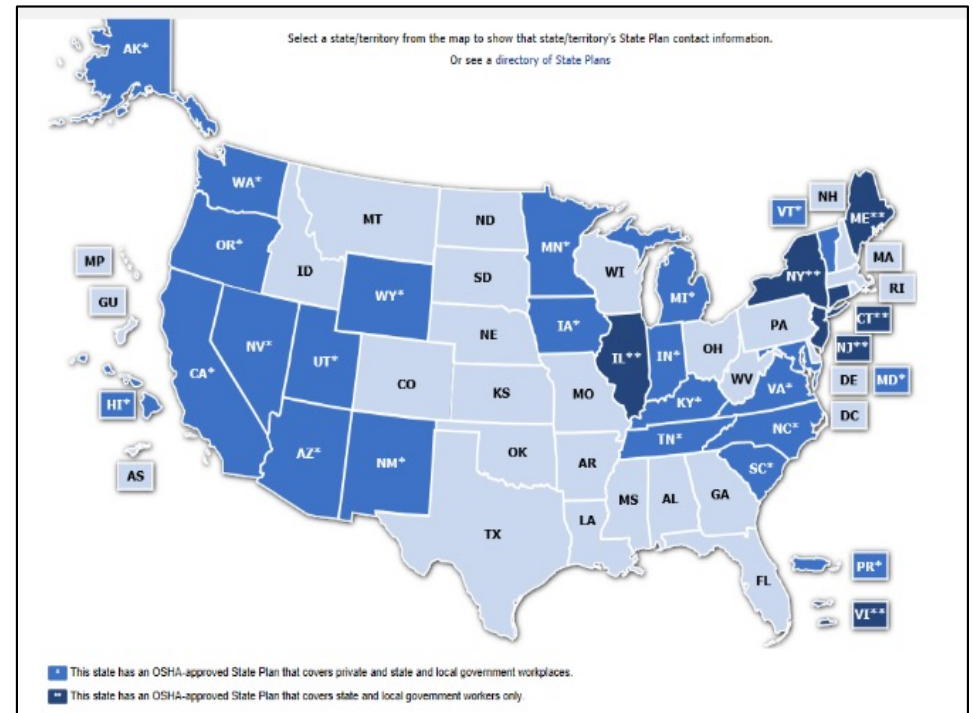 Select a state/territory from the map to show that state/territory's State Plan contact information.
Or see a directory of State Plans
AK*
WA*
MT
ND
MN*
VT*
NH
ME**
OR*
ID
WY*
SD
WI
MI*
NY**
MA
RI
MP
GU
NV*
UT*
CO
NE
IA*
IL**
IN*
OH
PA
CT**
NJ**
CA*
KS
MO
KY*
WV
VA*
DE
MD*
HI*
AZ*
NM*
OK
AR
TN*
NC*
DC
AS
TX
LA
MS
AL
GA
SC*
FL
PR*
VI**
* This state has an OSHA-approved State Plan that covers private and state and local government workplaces.
** This state has an OSHA-approved State Plan that covers state and local government workers only.